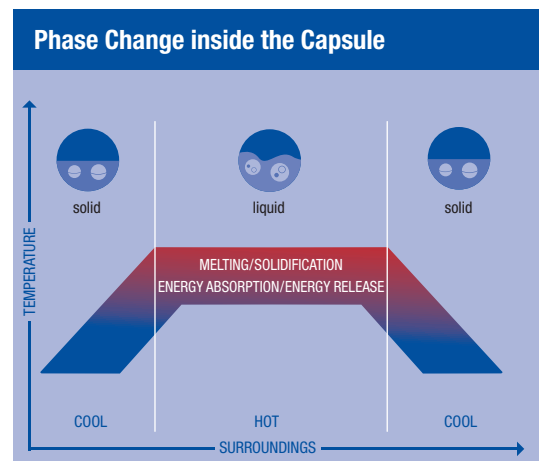 Phase Change inside the Capsule
solid
liquid
solid
TEMPERATURE
MELTING/SOLIDIFICATION
ENERGY ABSORPTION/ENERGY RELEASE
COOL
HOT
COOL
SURROUNDINGS